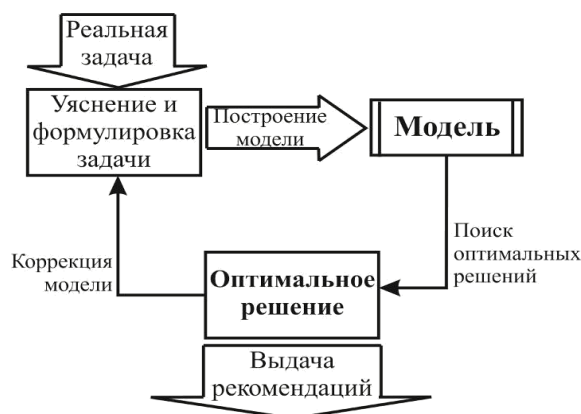 Реальная
задача
Уяснение и
формулировка
задачи
Построение
модели
Модель
Поиск
оптимальных
решений
Коррекция
модели
Оптимальное
решение
Выдача
рекомендаций